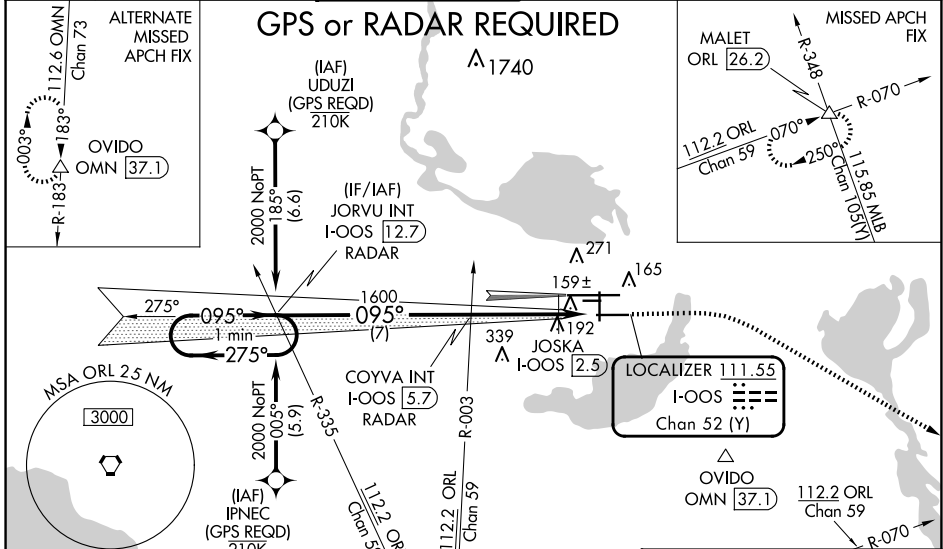 GPS or RADAR REQUIRED
ALTERNATE
MISSED
APCH FIX
112.6 OMN
Chan 73
003°
183°
OVIDO
OMN 37.1
R-183
1740
MISSED APCH
FIX
MALET
ORL 26.2
R-348
R-070
112.2 ORL
Chan 59
070°
250°
115.85 MLB
Chan 105(Y)
(IAF)
UDUZI
(GPS REQD)
210K
2000 NoPT
185°
(6.6)
(IF/IAF)
JORVU INT
I-OOS 12.7
RADAR
271
159±
165
275°
095°
1600
095°
(7)
1 min
275°
192
339
JOSKA
I-OOS 2.5
COYVA INT
I-OOS 5.7
RADAR
LOCALIZER 111.55
I-OOS
Chan 52 (Y)
MSA ORL 25 NM
3000
2000 NoPT
005°
(5.9)
R-335
R-003
112.2 ORL
Chan 59
(IAF)
IPNEC
(GPS REQD)
210K
OVIDO
OMN 37.1
112.2 ORL
Chan 59
R-070